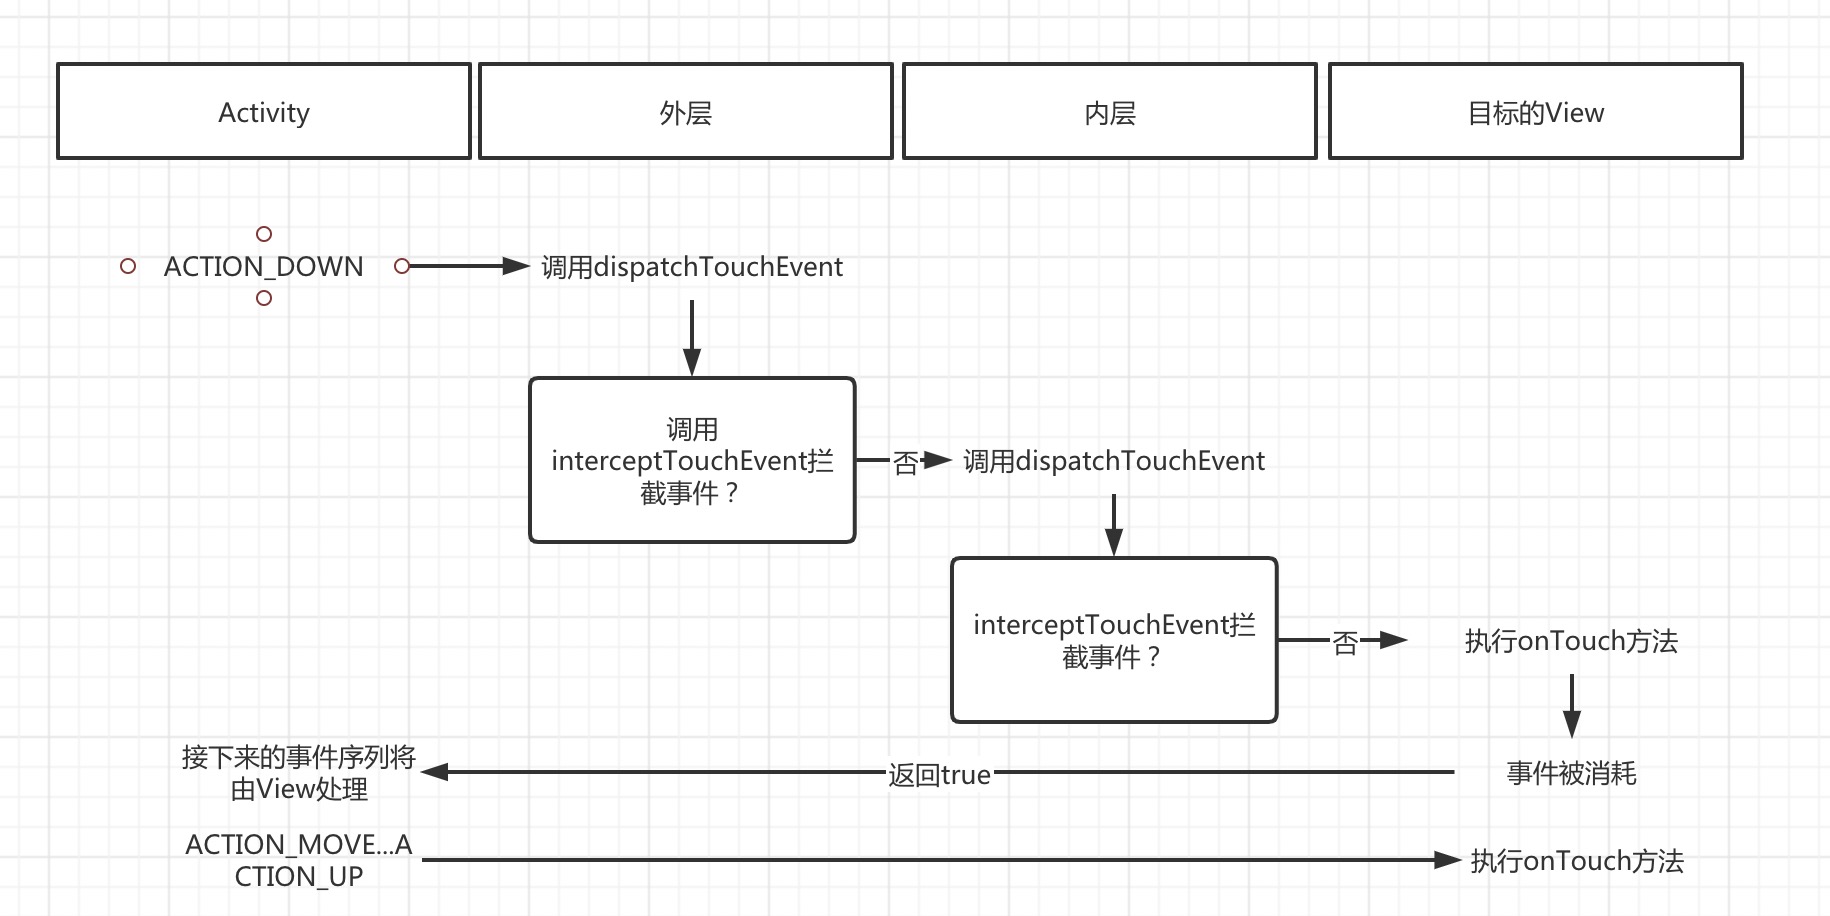 Activity
外层
内层
目标的View
ACTION_DOWN
调用dispatchTouchEvent
调用
interceptTouchEvent拦
截事件？
否
调用dispatchTouchEvent
interceptTouchEvent拦
截事件？
否
执行onTouch方法
接下来的事件序列将
由View处理
返回true
事件被消耗
ACTION_MOVE...A
CTION_UP
执行onTouch方法